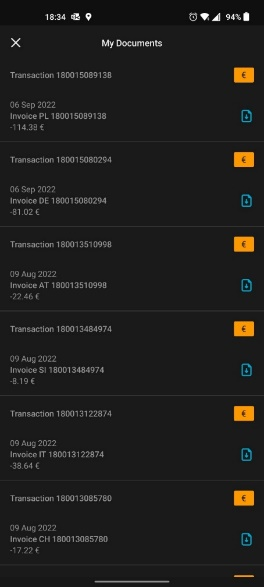 18:34
94%
My Documents
Transaction 180015089138
€
06 Sep 2022
Invoice PL 180015089138
-114.38 €
Transaction 180015080294
€
06 Sep 2022
Invoice DE 180015080294
-81.02 €
Transaction 180013510998
€
09 Aug 2022
Invoice AT 180013510998
-22.46 €
Transaction 180013484974
€
09 Aug 2022
Invoice SI 180013484974
-8.19 €
Transaction 180013122874
€
09 Aug 2022
Invoice IT 180013122874
-38.64 €
Transaction 180013085780
€
09 Aug 2022
Invoice CH 180013085780
-17.22 €